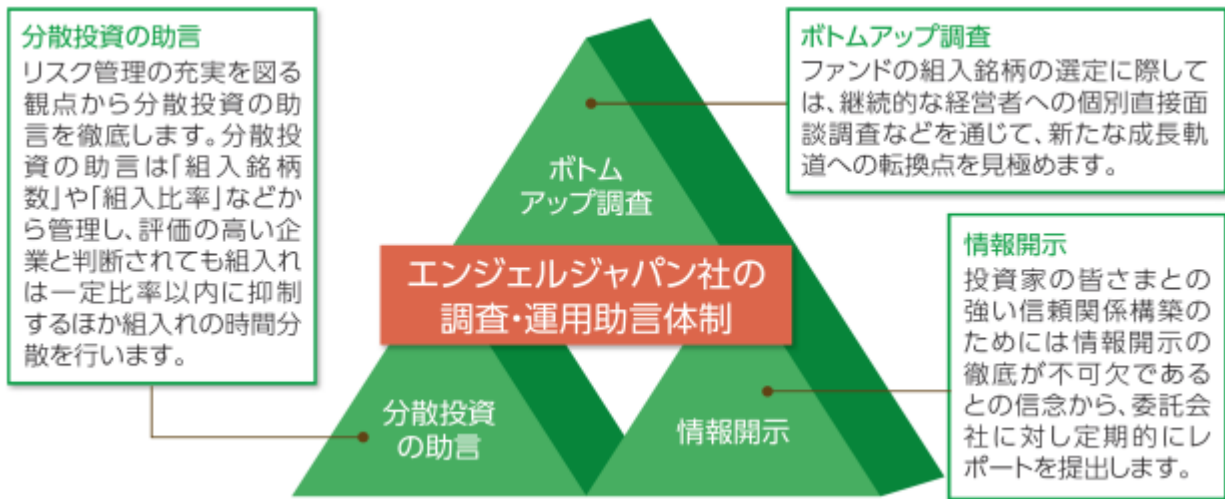 分散投資の助言
リスク管理の充実を図る
観点から分散投資の助
言を徹底します。分散投
資の助言は「組入銘柄
数」や「組入比率」などか
ら管理し、評価の高い企
業と判断されても組入れ
は一定比率以内に抑制
するほか組入れの時間分
散を行います。
ボトムアップ調査
ファンドの組入銘柄の選定に際して
は、継続的な経営者への個別直接面
談調査などを通じて、新たな成長軌
道への転換点を見極めます。
ボトム
アップ調査
エンジェルジャパン社の
調査・運用助言体制
分散投資
の助言
情報開示
情報開示
投資家の皆さまとの
強い信頼関係構築の
ためには情報開示の
徹底が不可欠である
との信念から、委託会
社に対し定期的にレ
ポートを提出します。